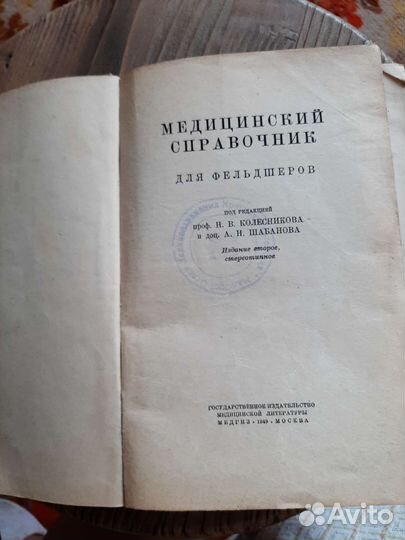 МЕДИЦИНСКИЙ
СПРАВОЧНИК
ДЛЯ ФЕЛЬДШЕРОВ
ПОД РЕДАКЦИЕЙ
проф. Н. В. КОЛЕСНИКОВА
и доц. А. Н. ШАБАНОВА
Издание второе,
стереотипное
ГОСУДАРСТВЕННОЕ ИЗДАТЕЛЬСТВО
МЕДИЦИНСКОЙ ЛИТЕРАТУРЫ
МЕДГИЗ • 1949 • МОСКВА
Avito